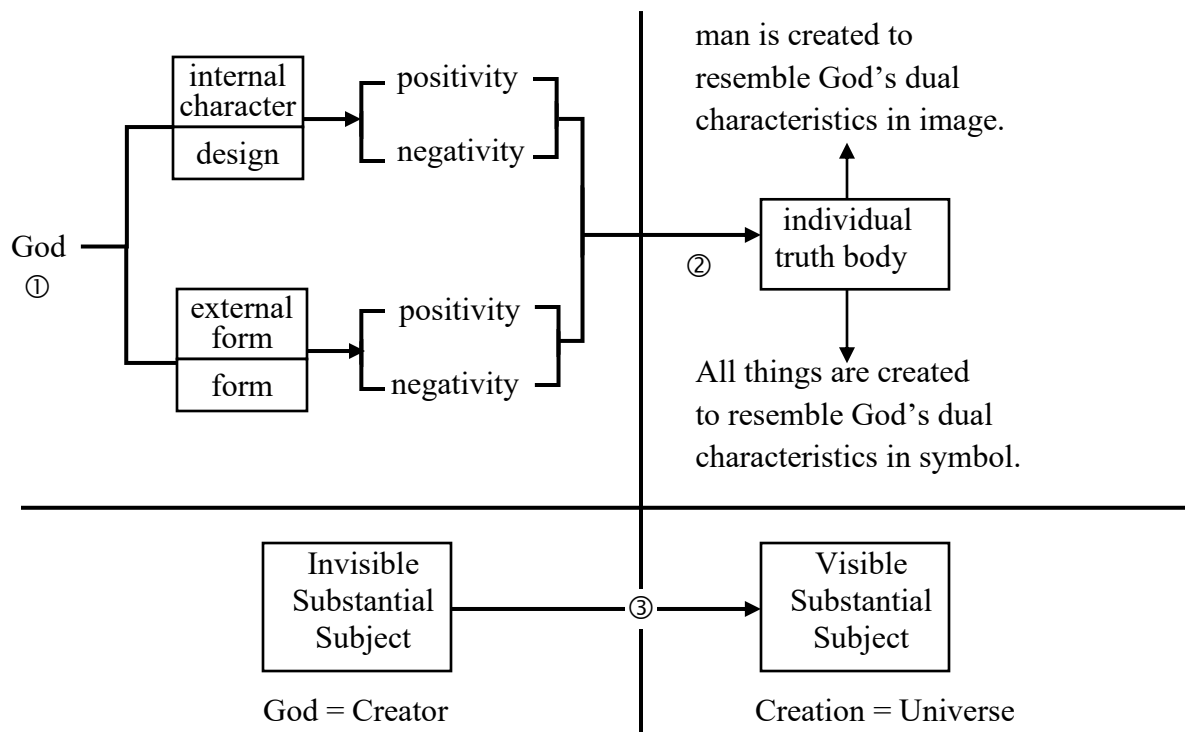 God
①
internal
character
design
positivity
negativity
external
form
form
positivity
negativity
②
man is created to
resemble God’s dual
characteristics in image.
individual
truth body
All things are created
to resemble God’s dual
characteristics in symbol.
Invisible
Substantial
Subject
③
Visible
Substantial
Subject
God = Creator
Creation = Universe